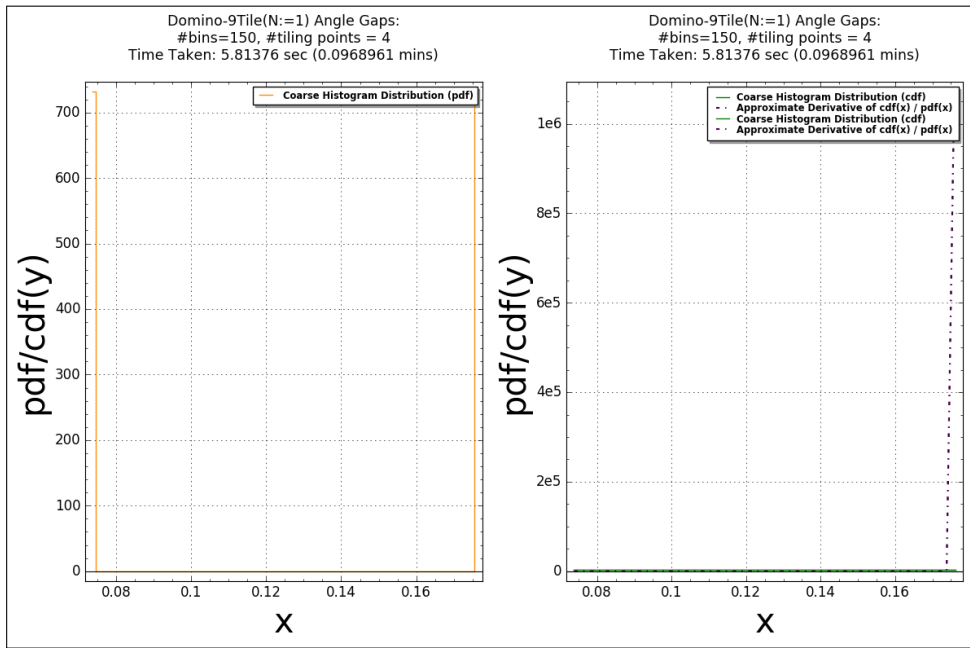 Domino-9Tile(N:=1) Angle Gaps:
#bins=150, #tiling points = 4
Time Taken: 5.81376 sec (0.0968961 mins)
Coarse Histogram Distribution (pdf)
700
600
500
400
300
200
100
0
pdf/cdf(y)
0.08 0.1 0.12 0.14 0.16
x
Domino-9Tile(N:=1) Angle Gaps:
#bins=150, #tiling points = 4
Time Taken: 5.81376 sec (0.0968961 mins)
Coarse Histogram Distribution (cdf)
Approximate Derivative of cdf(x) / pdf(x)
Coarse Histogram Distribution (cdf)
Approximate Derivative of cdf(x) / pdf(x)
1e6
8e5
6e5
4e5
2e5
0
pdf/cdf(y)
0.08 0.1 0.12 0.14 0.16
x